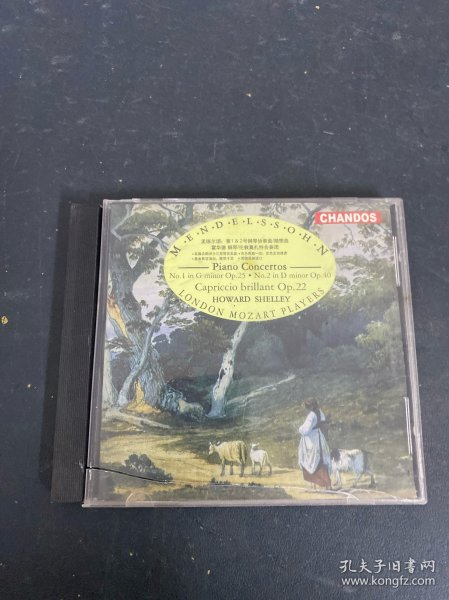 CHANDOS
M·E·N·D·E·L·S·S·O·H·N
Piano Concertos
No.1 in G minor Op.25 • No.2 in D minor Op.40
Capriccio brillant Op.22
HOWARD SHELLEY
LONDON MOZART PLAYERS
孔夫子旧书网
www.kongfz.com